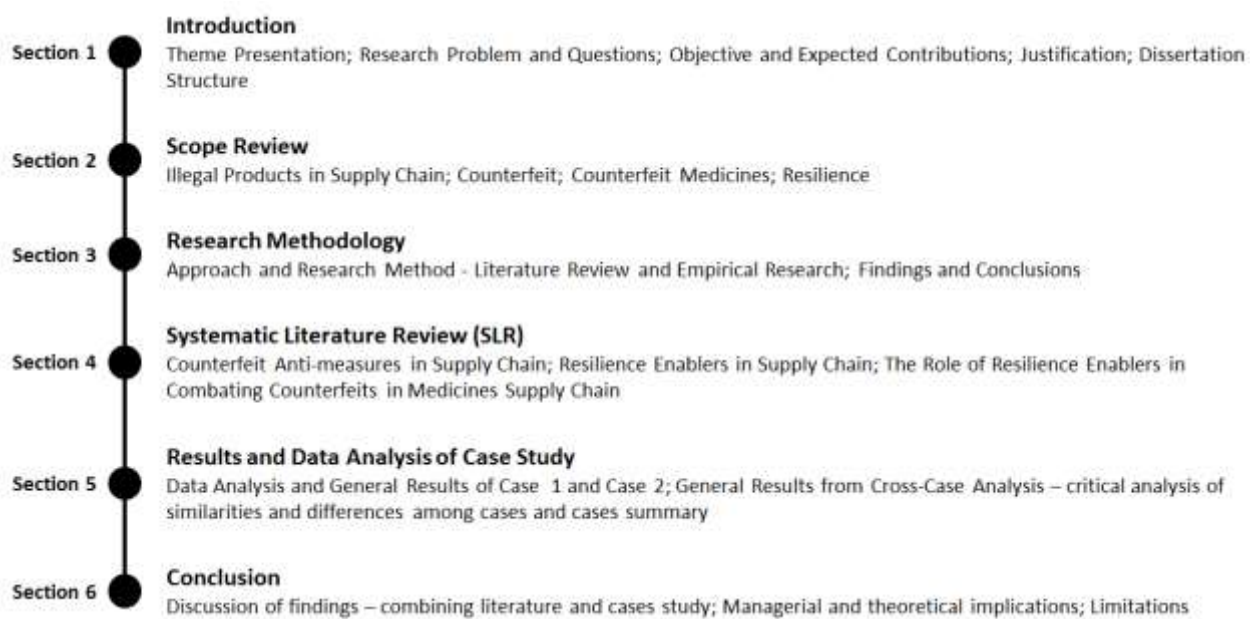 Introduction
Section 1
Theme Presentation; Research Problem and Questions; Objective and Expected Contributions; Justification; Dissertation
Structure
Scope Review
Section 2
Illegal Products in Supply Chain; Counterfeit; Counterfeit Medicines; Resilience
Research Methodology
Section 3
Approach and Research Method - Literature Review and Empirical Research; Findings and Conclusions
Systematic Literature Review (SLR)
Section 4
Counterfeit Anti-measures in Supply Chain; Resilience Enablers in Supply Chain; The Role of Resilience Enablers in
Combating Counterfeits in Medicines Supply Chain
Results and Data Analysis of Case Study
Section 5
Data Analysis and General Results of Case 1 and Case 2; General Results from Cross-Case Analysis – critical analysis of
similarities and differences among cases and cases summary
Conclusion
Section 6
Discussion of findings – combining literature and cases study; Managerial and theoretical implications; Limitations